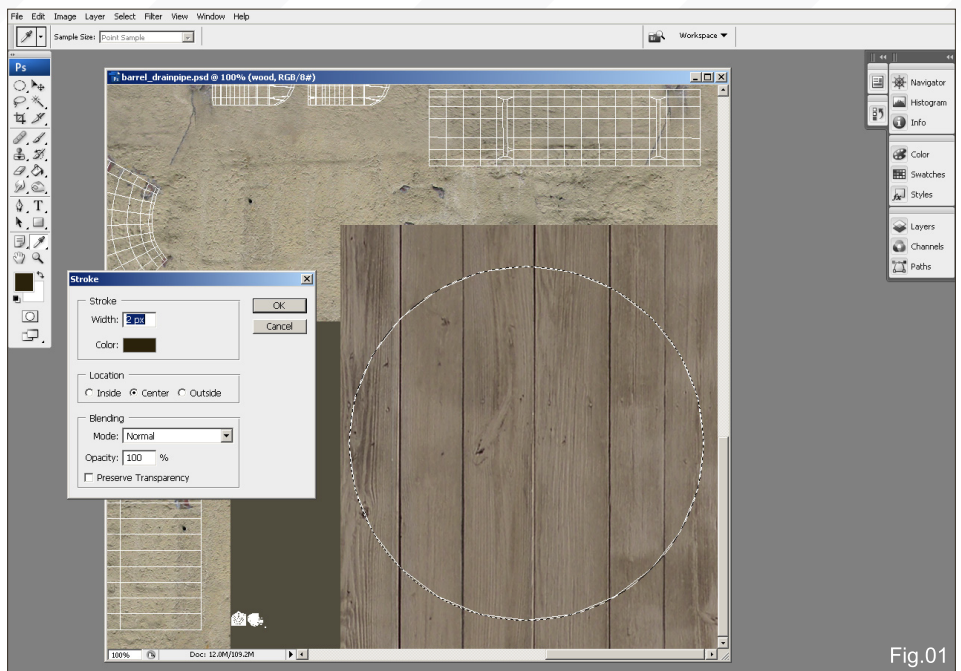 File Edit Image Layer Select Filter View Window Help
Sample Size: Point Sample
Workspace
Ps
barrel_drainpipe.psd @ 100% (wood, RGB/8#)
Navigator
Histogram
Info
Color
Swatches
Styles
Layers
Channels
Paths
Stroke
Stroke
Width: 2 px
Color:
OK
Cancel
Location
Inside Center Outside
Blending
Mode: Normal
Opacity: 100 %
Preserve Transparency
100% Doc: 12.0M/109.2M
Fig.01